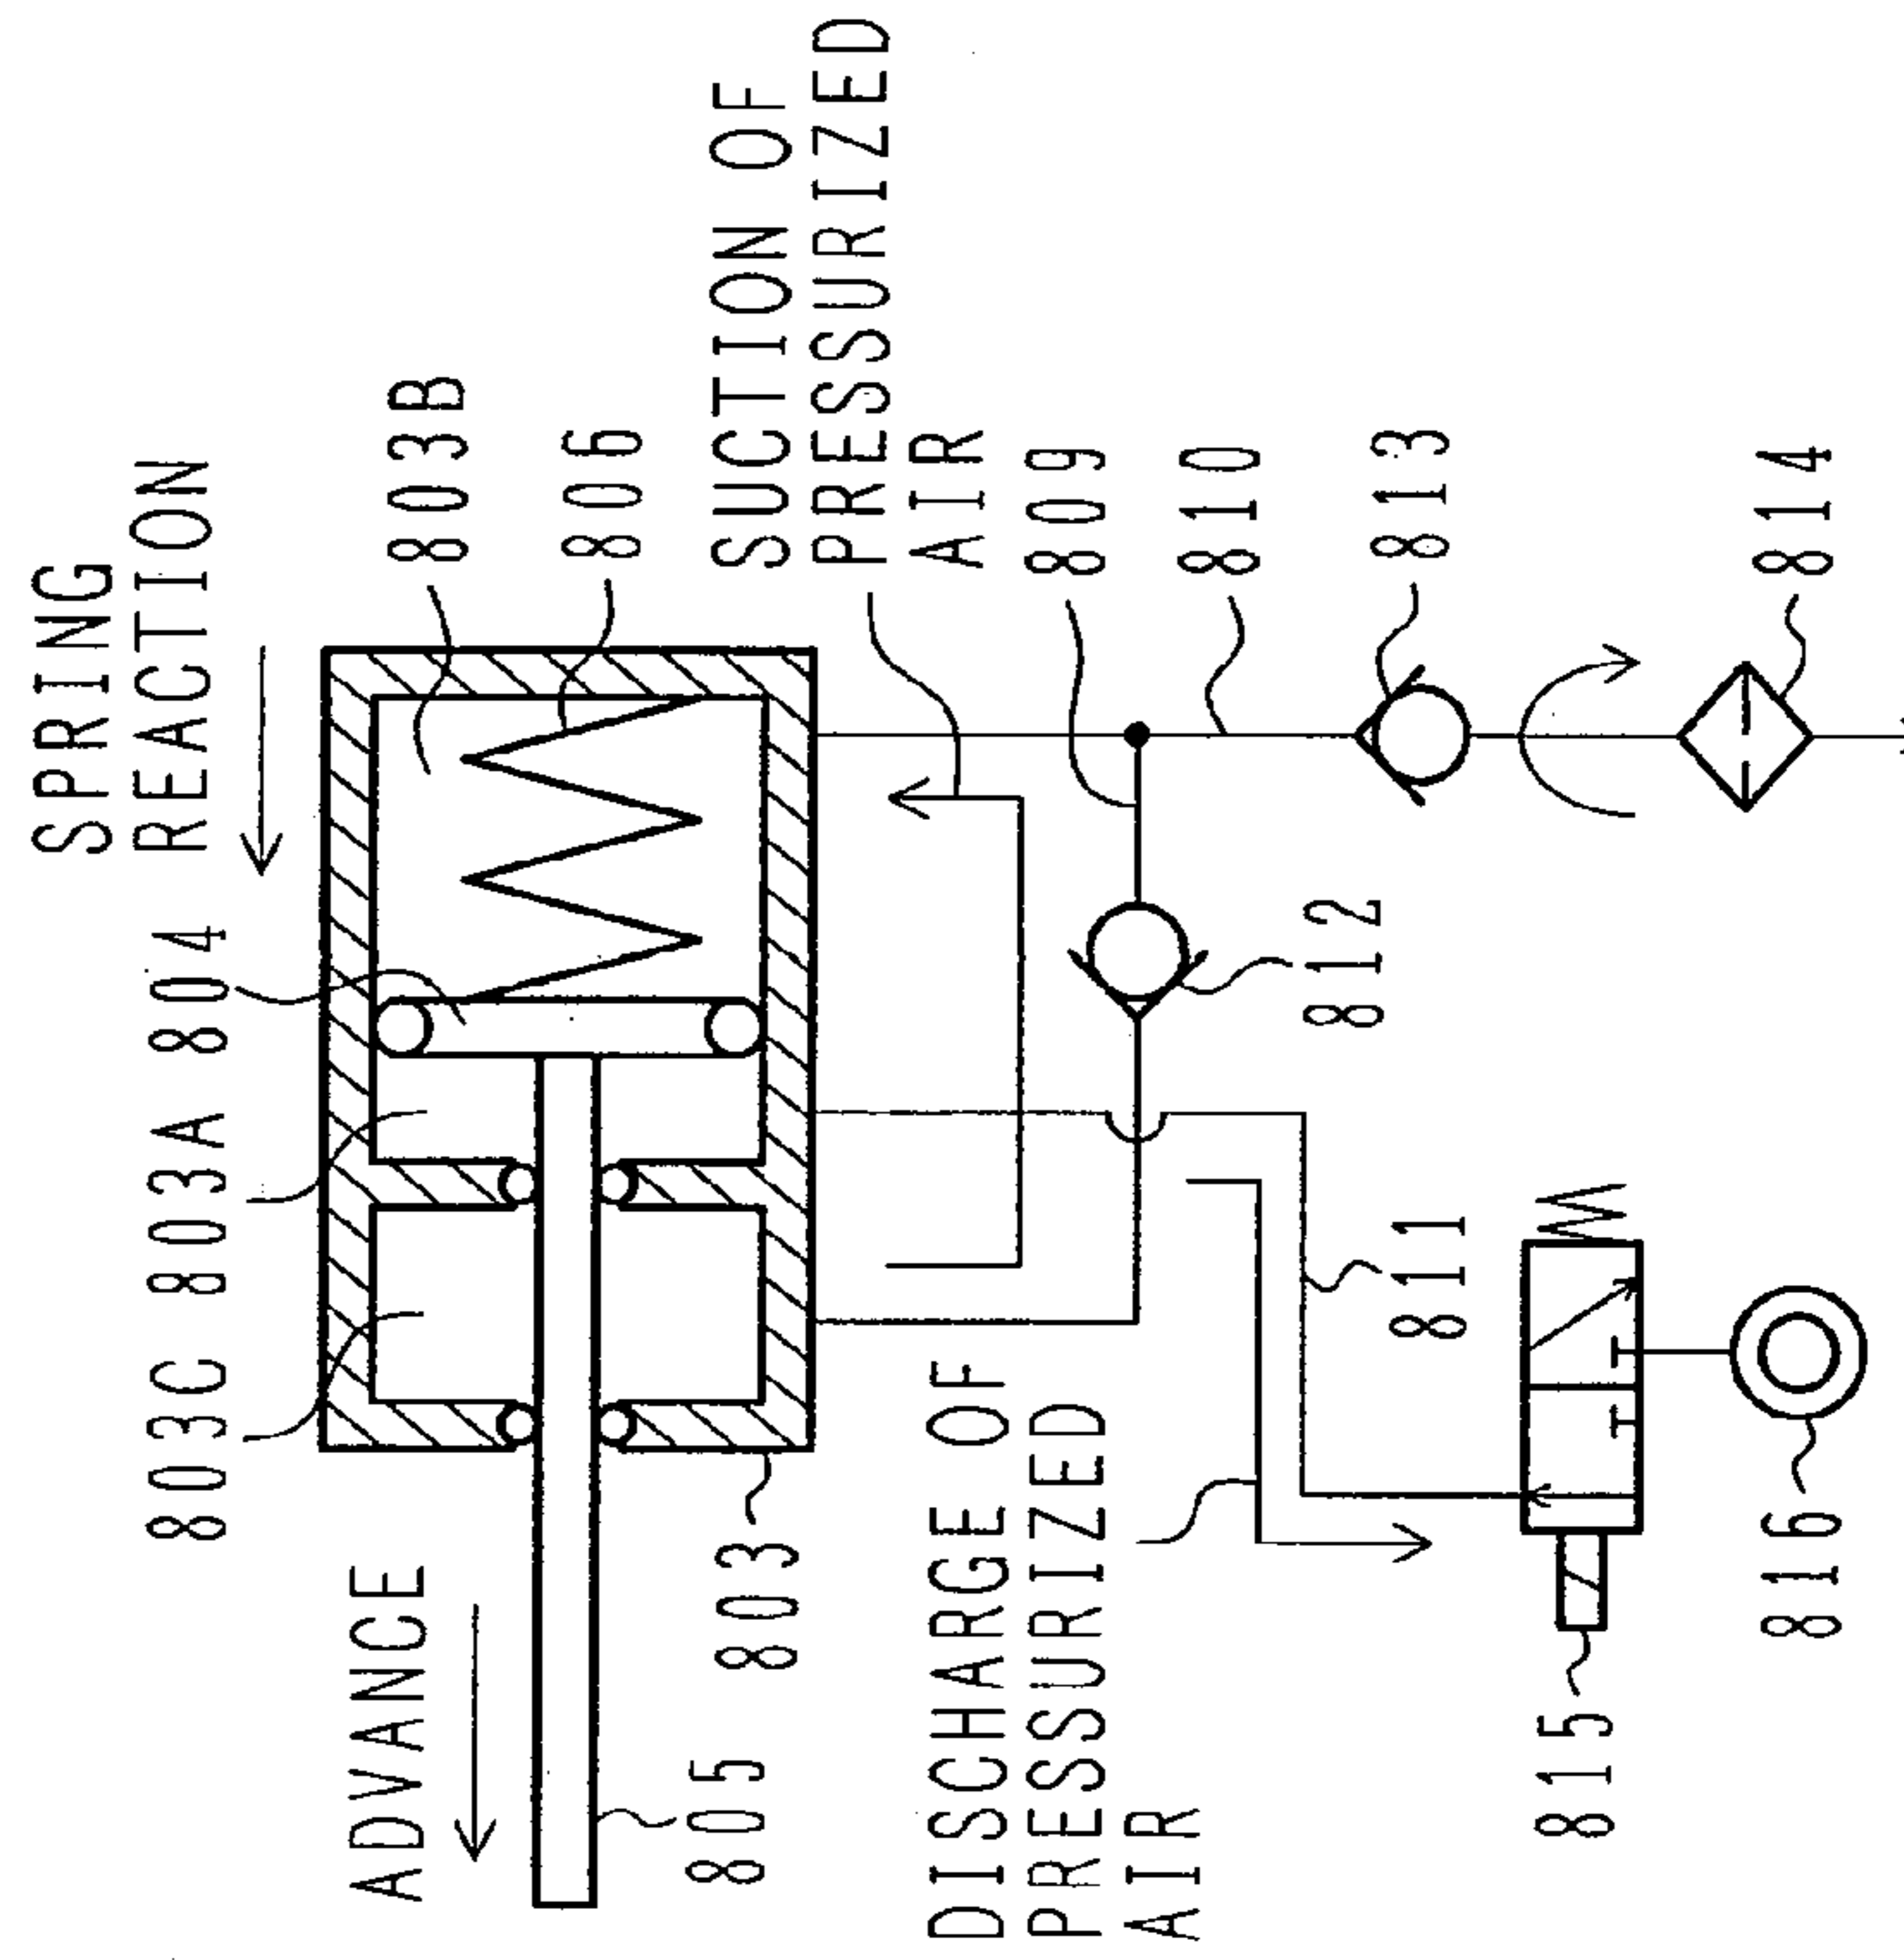 SPRING
REACTION
803C 803A 804
ADVANCE
803B
806
805
803
SUCTION OF
PRESSURIZED
AIR
DISCHARGE OF
PRESSURIZED
AIR
809
810
812
813
811
815
814
816